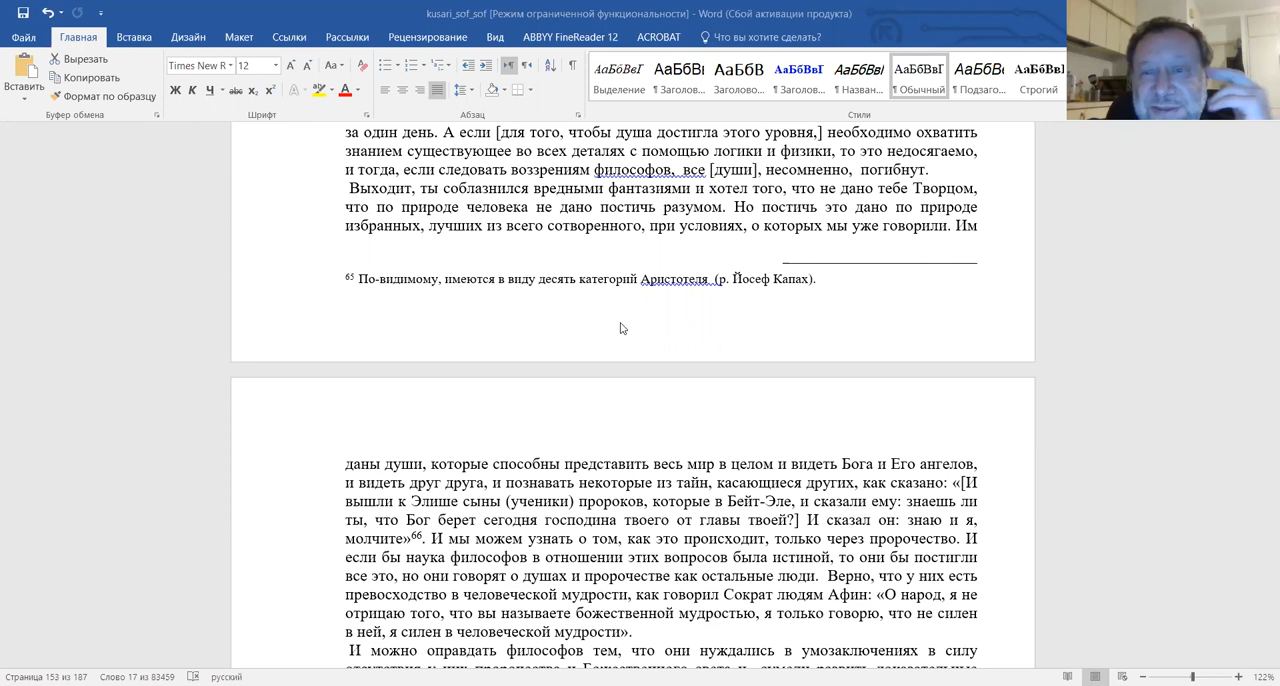 kusari_sof_sof [Режим ограниченной функциональности] - Word (Сбой активации продукта)
Файл Главная Вставка Дизайн Макет Ссылки Рассылки Рецензирование Вид ABBYY FineReader 12 ACROBAT Что вы хотите сделать?
Вставить
Вырезать
Копировать
Формат по образцу
Буфер обмена
Times New R 12
Ж К Ч abc x₂ x²
Шрифт
Абзац
АаБбВвГ АаБбВı АаБбВ АаБбВвГг АаБбВвІ АаБбВвГ АаБбВ АаБбВвГ
Выделение ¶ Заголов... Заголово... ¶ Заголов... ¶ Назван... ¶ Обычный ¶ Подзаго... Строгий
Стили
за один день. А если [для того, чтобы душа достигла этого уровня,] необходимо охватить
знанием существующее во всех деталях с помощью логики и физики, то это недосягаемо,
и тогда, если следовать воззрениям философов, все [души], несомненно, погибнут.
Выходит, ты соблазнился вредными фантазиями и хотел того, что не дано тебе Творцом,
что по природе человека не дано постичь разумом. Но постичь это дано по природе
избранных, лучших из всего сотворенного, при условиях, о которых мы уже говорили. Им
65 По-видимому, имеются в виду десять категорий Аристотеля (р. Йосеф Капах).
даны души, которые способны представить весь мир в целом и видеть Бога и Его ангелов,
и видеть друг друга, и познавать некоторые из тайн, касающиеся других, как сказано: «[И
вышли к Элише сыны (ученики) пророков, которые в Бейт-Эле, и сказали ему: знаешь ли
ты, что Бог берет сегодня господина твоего от главы твоей?] И сказал он: знаю и я,
молчите»66. И мы можем узнать о том, как это происходит, только через пророчество. И
если бы наука философов в отношении этих вопросов была истиной, то они бы постигли
все это, но они говорят о душах и пророчестве как остальные люди. Верно, что у них есть
превосходство в человеческой мудрости, как говорил Сократ людям Афин: «О народ, я не
отрицаю того, что вы называете божественной мудростью, я только говорю, что не силен
в ней, я силен в человеческой мудрости».
И можно оправдать философов тем, что они нуждались в умозаключениях в силу
Страница 153 из 187 Слово 17 из 83459 русский 122%